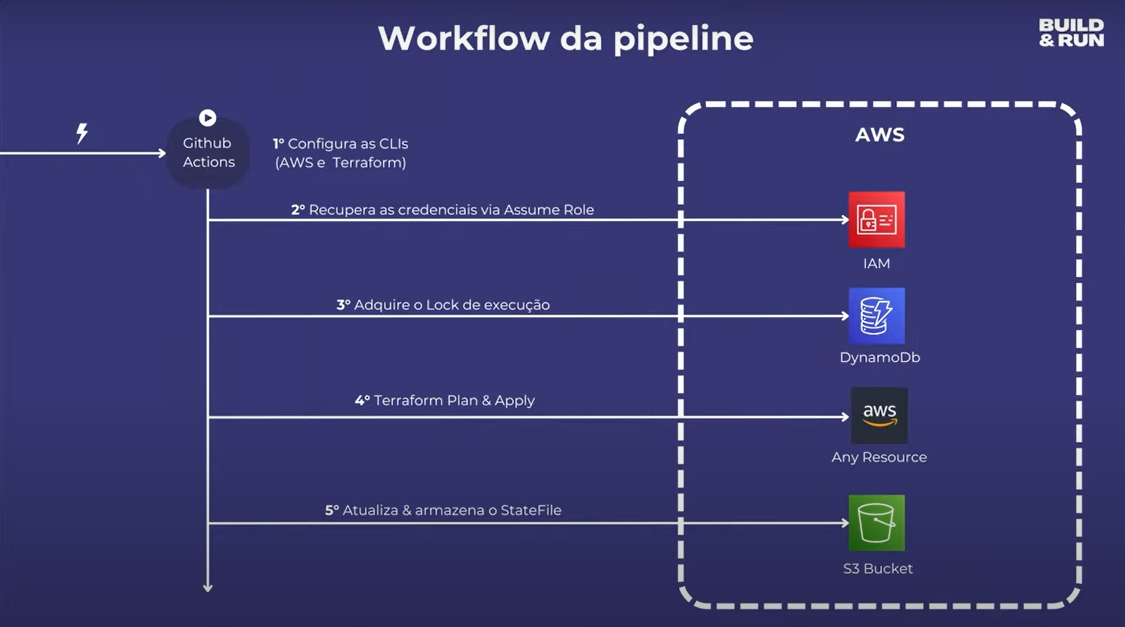 Workflow da pipeline
BUILD
& RUN
Github
Actions
1° Configura as CLIs
(AWS e Terraform)
AWS
2° Recupera as credenciais via Assume Role
IAM
3° Adquire o Lock de execução
DynamoDb
4° Terraform Plan & Apply
aws
Any Resource
5° Atualiza & armazena o StateFile
S3 Bucket